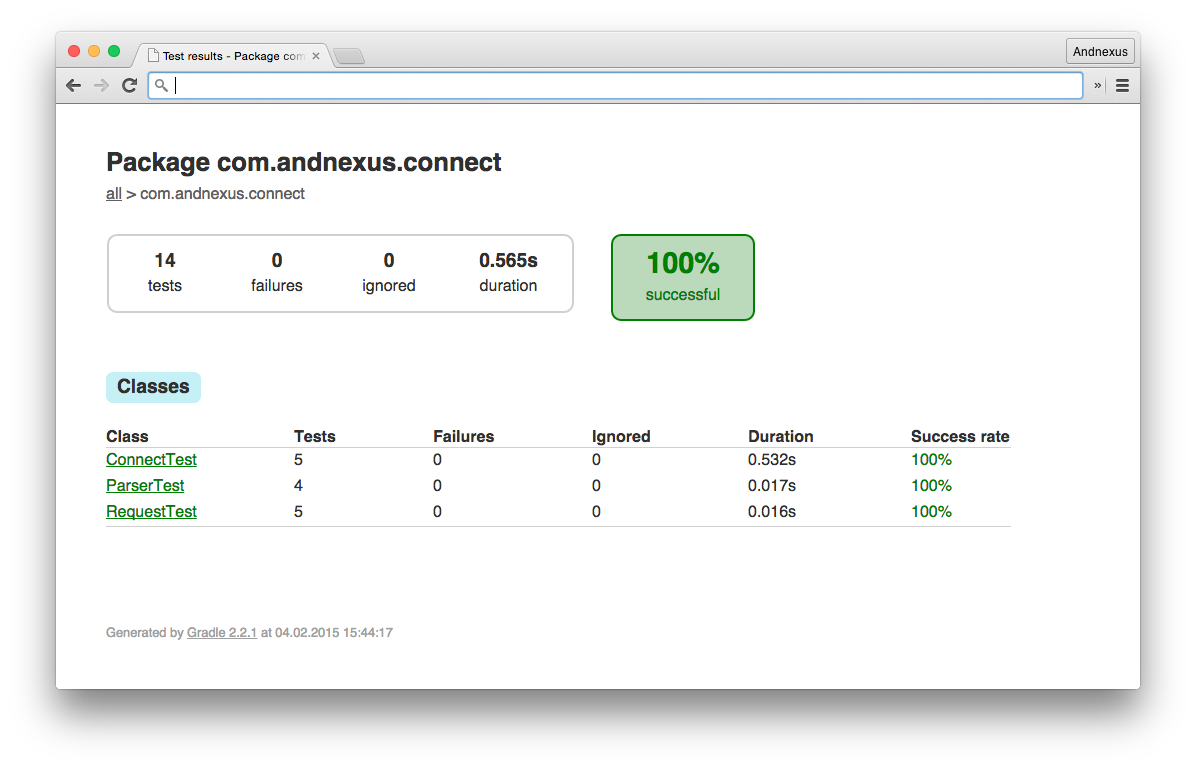 Test results - Package com
Andnexus
»
Package com.andnexus.connect
all > com.andnexus.connect
14 0 0 0.565s
tests failures ignored duration
100%
successful
Classes
Class Tests Failures Ignored Duration Success rate
ConnectTest 5 0 0 0.532s 100%
ParserTest 4 0 0 0.017s 100%
RequestTest 5 0 0 0.016s 100%
Generated by Gradle 2.2.1 at 04.02.2015 15:44:17